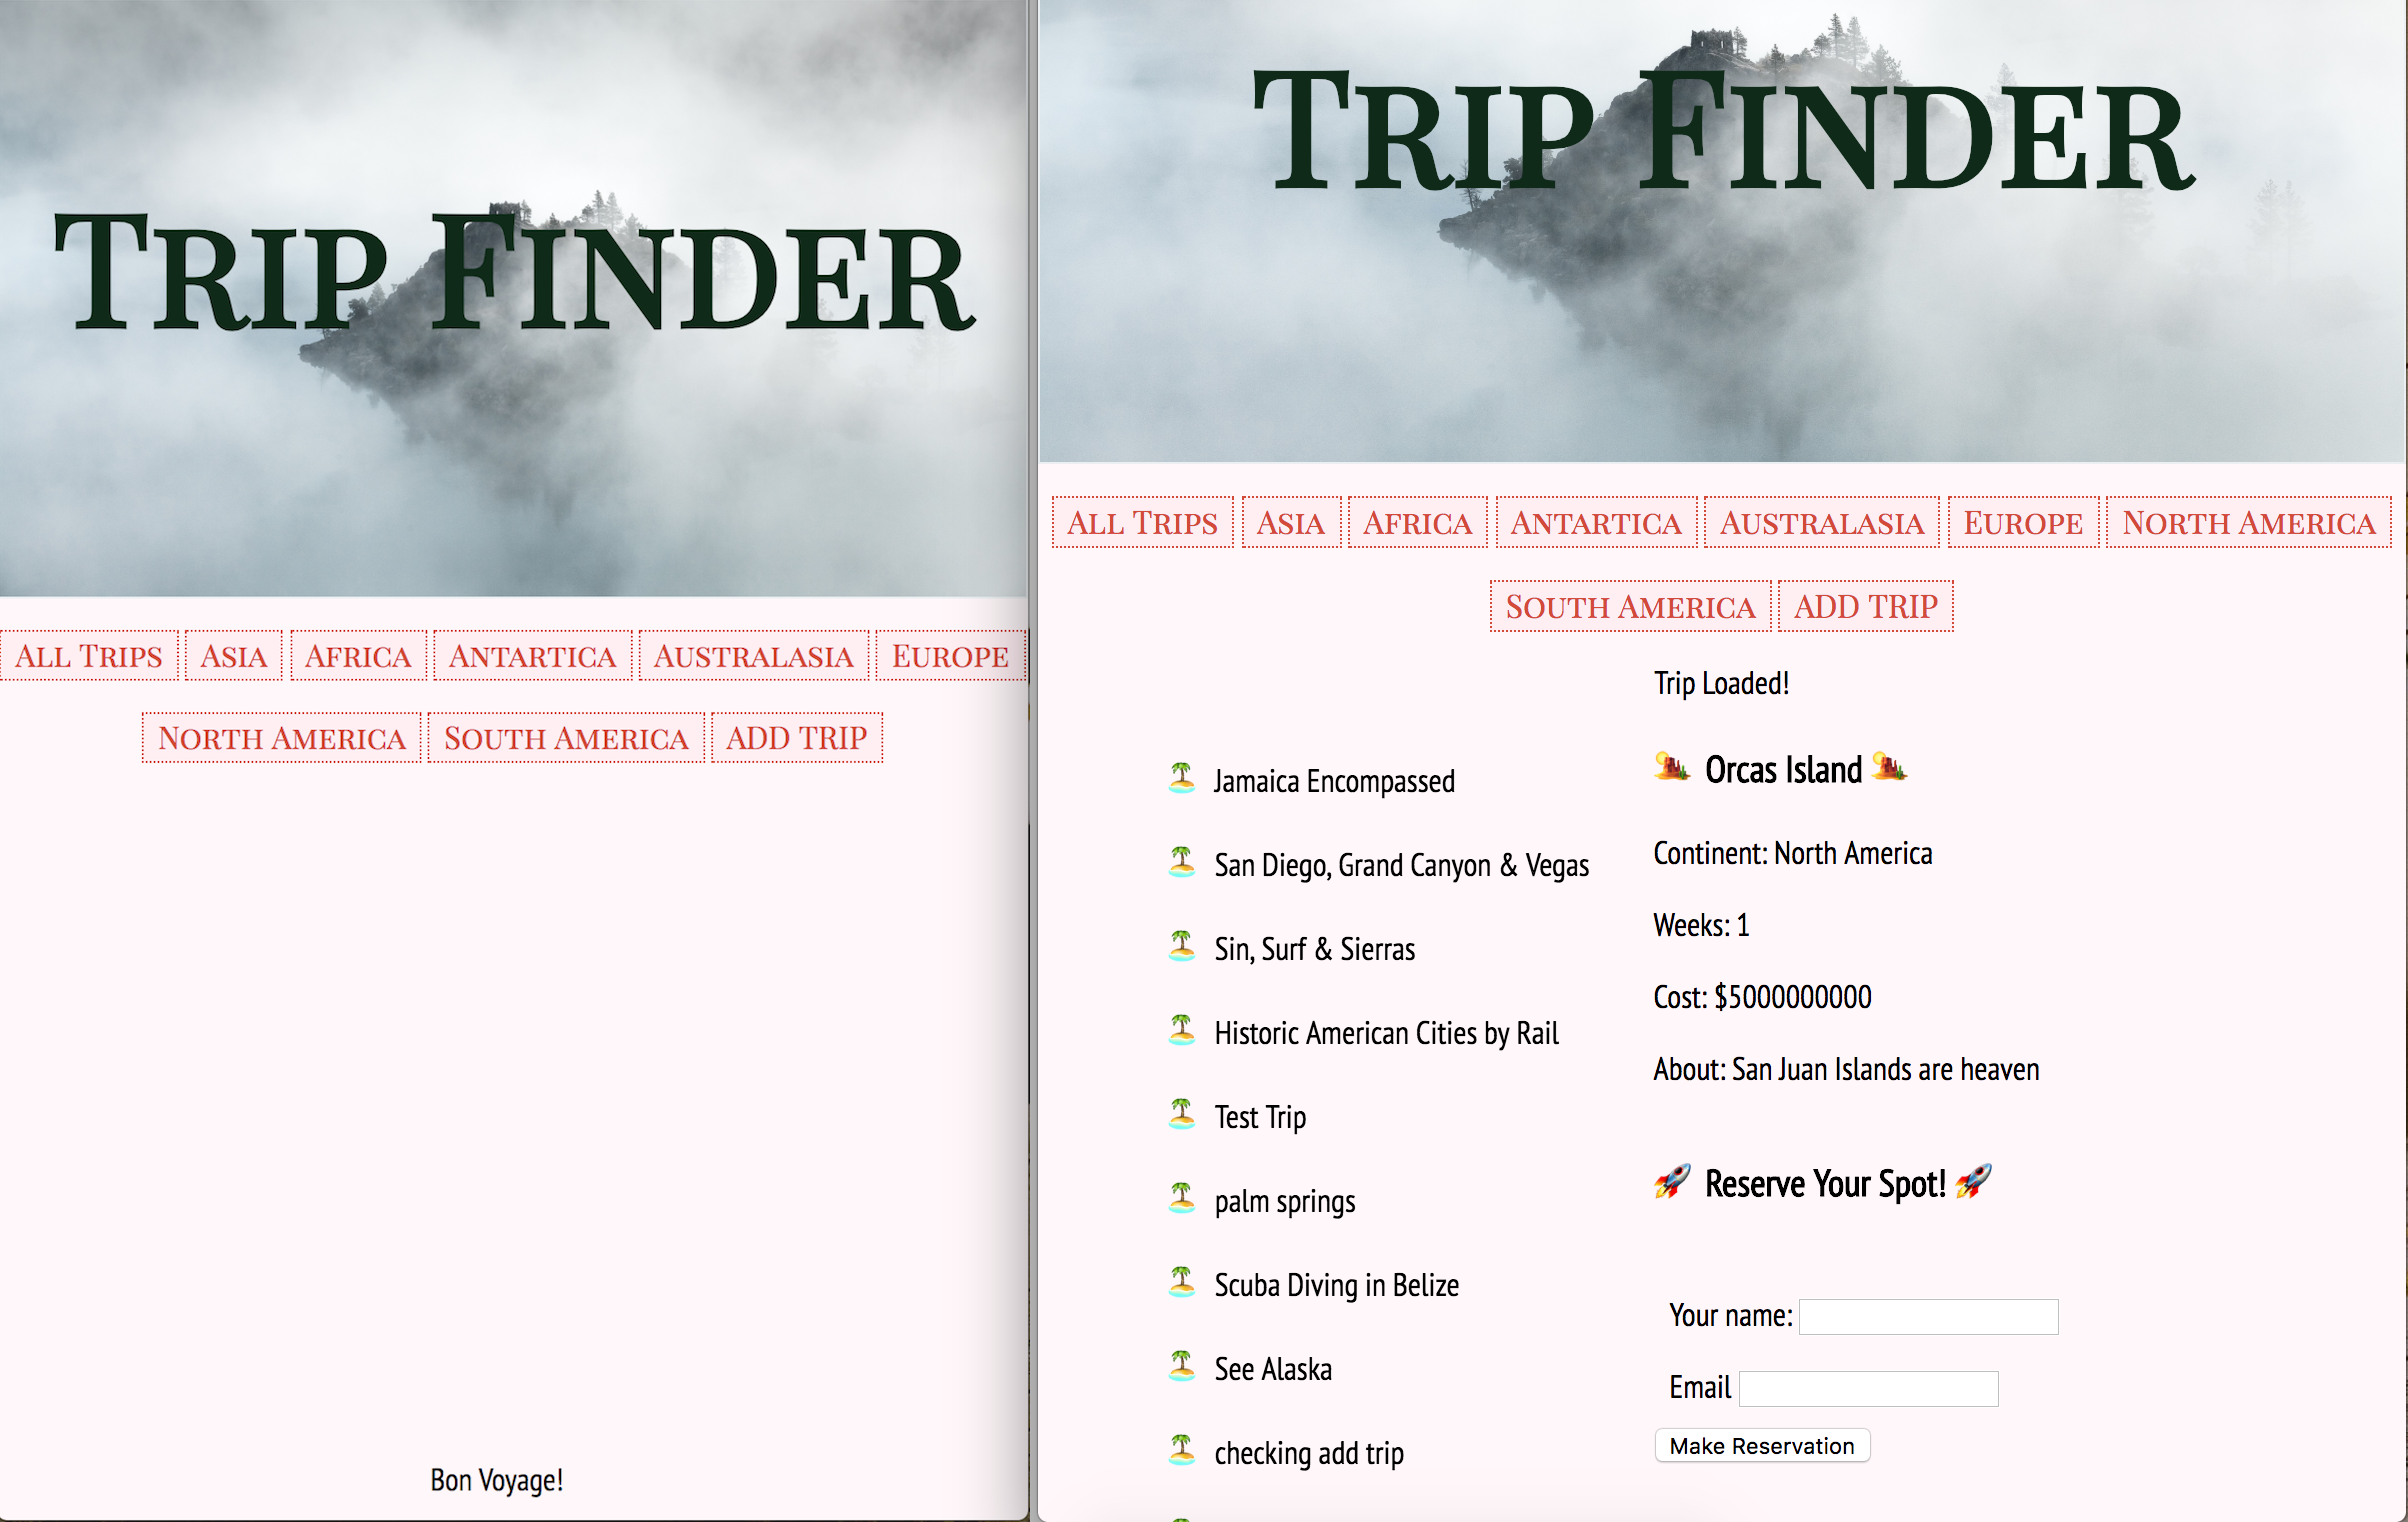 Trip Finder
All Trips
Asia
Africa
Antartica
Australasia
Europe
North America
South America
ADD TRIP
Bon Voyage!
Trip Finder
All Trips
Asia
Africa
Antartica
Australasia
Europe
North America
South America
ADD TRIP
Jamaica Encompassed
San Diego, Grand Canyon & Vegas
Sin, Surf & Sierras
Historic American Cities by Rail
Test Trip
palm springs
Scuba Diving in Belize
See Alaska
checking add trip
Trip Loaded!
Orcas Island
Continent: North America
Weeks: 1
Cost: $5000000000
About: San Juan Islands are heaven
Reserve Your Spot!
Your name:
Email
Make Reservation